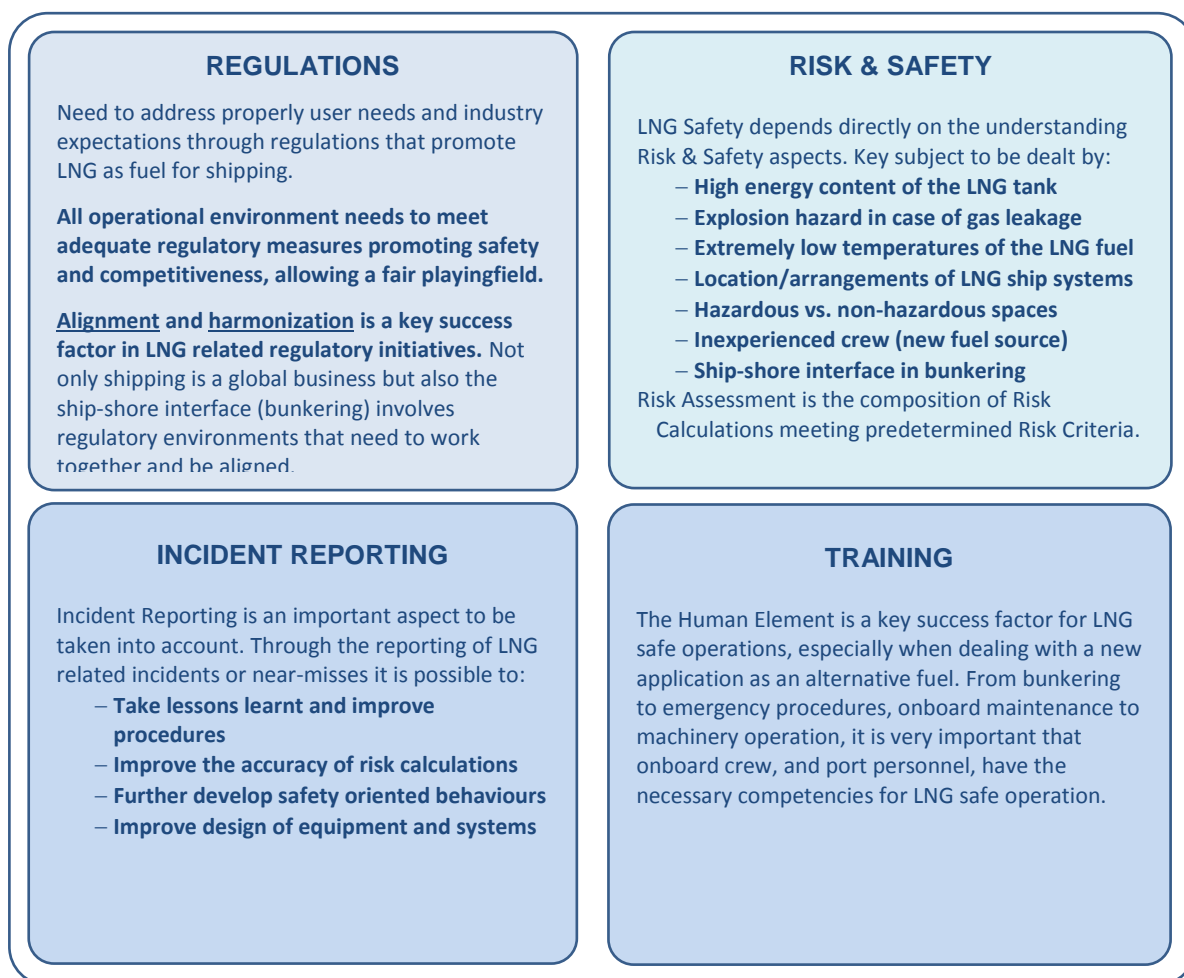 REGULATIONS
Need to address properly user needs and industry
expectations through regulations that promote
LNG as fuel for shipping.
All operational environment needs to meet
adequate regulatory measures promoting safety
and competitiveness, allowing a fair playingfield.
Alignment and harmonization is a key success
factor in LNG related regulatory initiatives. Not
only shipping is a global business but also the
ship-shore interface (bunkering) involves
regulatory environments that need to work
together and be aligned.
RISK & SAFETY
LNG Safety depends directly on the understanding
Risk & Safety aspects. Key subject to be dealt by:
– High energy content of the LNG tank
– Explosion hazard in case of gas leakage
– Extremely low temperatures of the LNG fuel
– Location/arrangements of LNG ship systems
– Hazardous vs. non-hazardous spaces
– Inexperienced crew (new fuel source)
– Ship-shore interface in bunkering
Risk Assessment is the composition of Risk
Calculations meeting predetermined Risk Criteria.
INCIDENT REPORTING
Incident Reporting is an important aspect to be
taken into account. Through the reporting of LNG
related incidents or near-misses it is possible to:
– Take lessons learnt and improve
procedures
– Improve the accuracy of risk calculations
– Further develop safety oriented behaviours
– Improve design of equipment and systems
TRAINING
The Human Element is a key success factor for LNG
safe operations, especially when dealing with a new
application as an alternative fuel. From bunkering
to emergency procedures, onboard maintenance to
machinery operation, it is very important that
onboard crew, and port personnel, have the
necessary competencies for LNG safe operation.